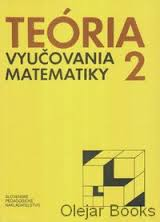 TEÓRIA
VYUČOVANIA
MATEMATIKY 2
SLOVENSKÉ
PEDAGOGICKÉ
NAKLADATEĽSTVO
Olejar Books